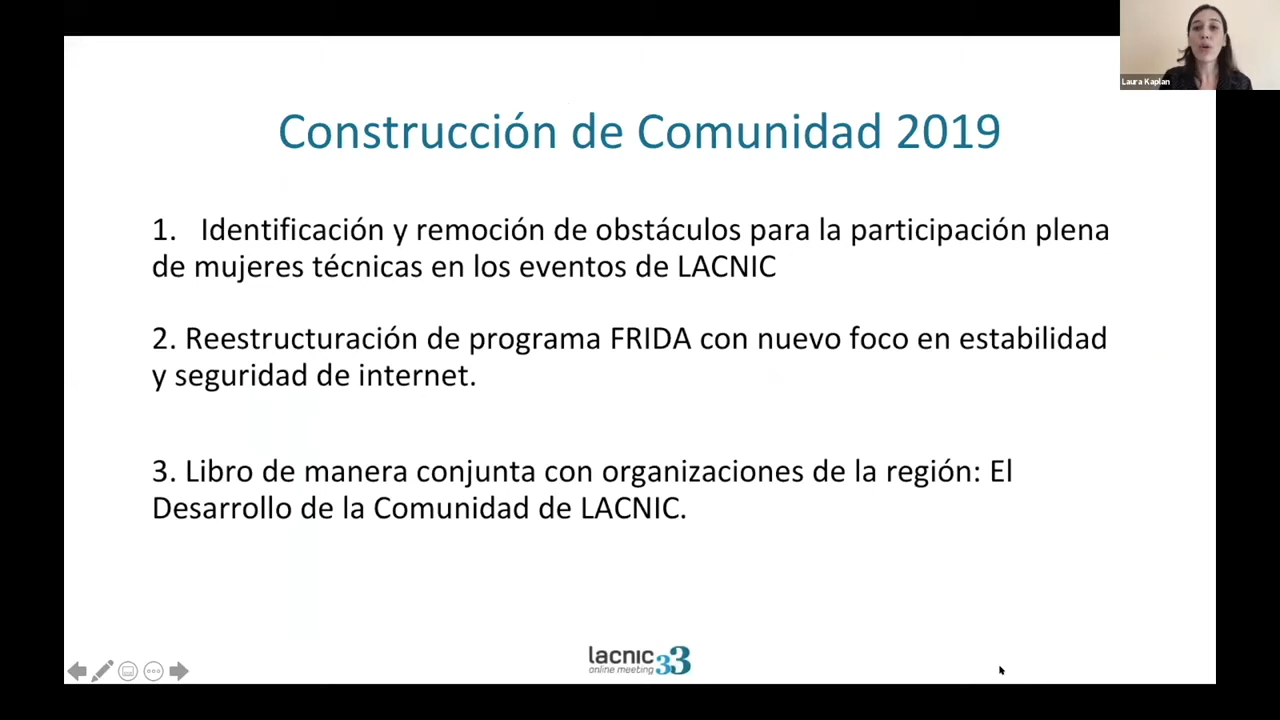 Laura Kaplan
Construcción de Comunidad 2019
1. Identificación y remoción de obstáculos para la participación plena
de mujeres técnicas en los eventos de LACNIC
2. Reestructuración de programa FRIDA con nuevo foco en estabilidad
y seguridad de internet.
3. Libro de manera conjunta con organizaciones de la región: El
Desarrollo de la Comunidad de LACNIC.
lacnic 33
online meeting